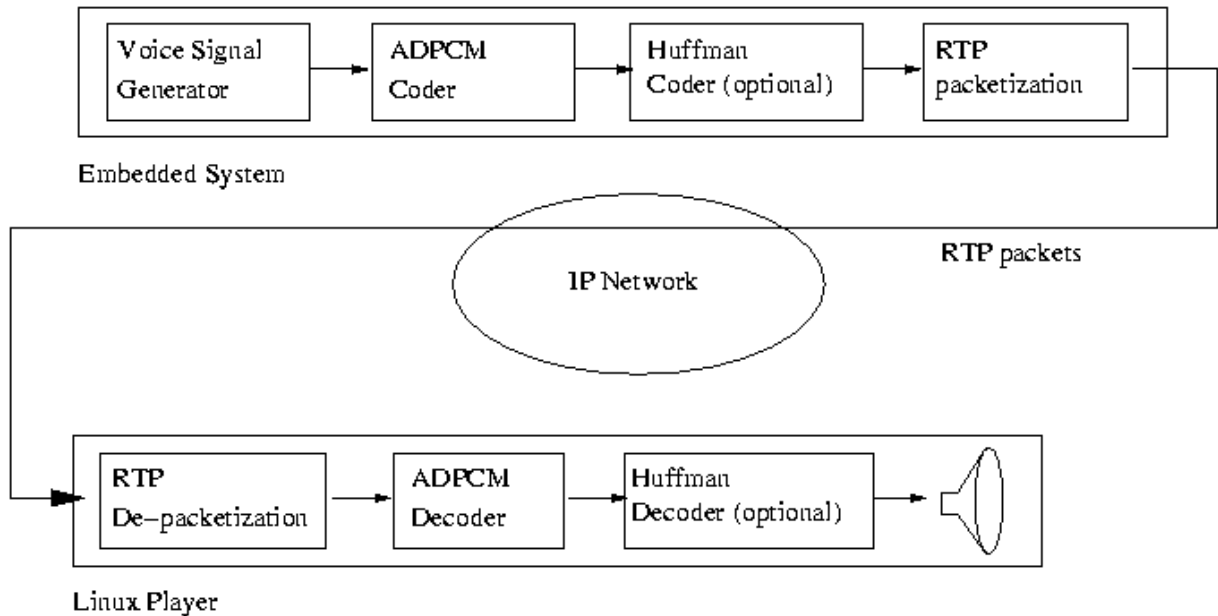 Voice Signal
Generator
ADPCM
Coder
Huffman
Coder (optional)
RTP
packetization
Embedded System
RTP packets
IP Network
RTP
De-packetization
ADPCM
Decoder
Huffman
Decoder (optional)
Linux Player